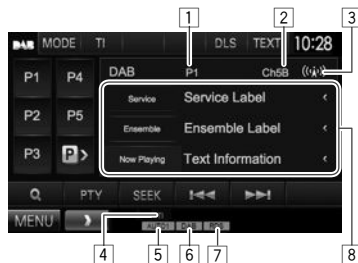 1 2 3
DAB MODE TI DLS TEXT 10:28
P1 P4 DAB P1 Ch5B
Service Service Label
P2 P5 Ensemble Ensemble Label
P3 P Now Playing Text Information
PTY SEEK
MENU
4 5 6 7 8